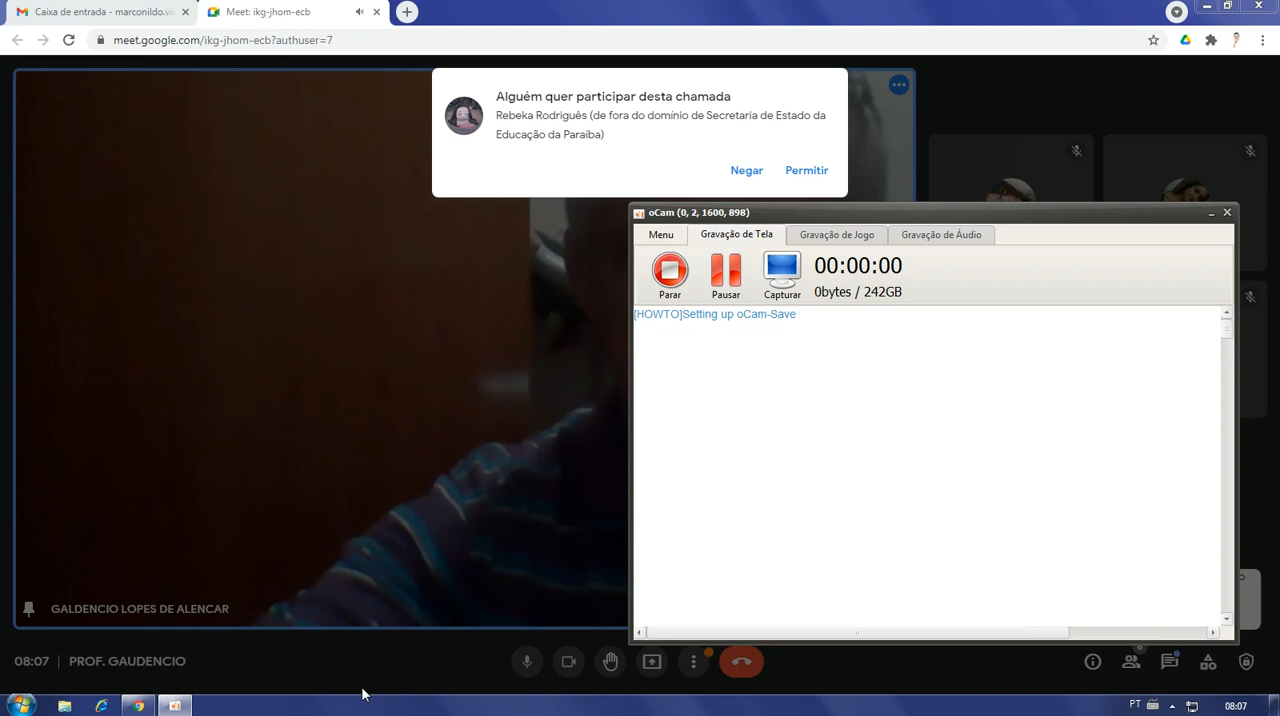 Caixa de entrada - marconildo.vie
Meet: ikg-jhom-ecb
meet.google.com/ikg-jhom-ecb?authuser=7
Alguém quer participar desta chamada
Rebeka Rodriguês (de fora do domínio de Secretaria de Estado da
Educação da Paraíba)
Negar
Permitir
oCam (0, 2, 1600, 898)
Menu
Gravação de Tela
Gravação de Jogo
Gravação de Áudio
Parar
Pausar
Capturar
00:00:00
0bytes / 242GB
[HOWTO]Setting up oCam-Save
GALDENCIO LOPES DE ALENCAR
08:07
PROF. GAUDENCIO
PT
08:07